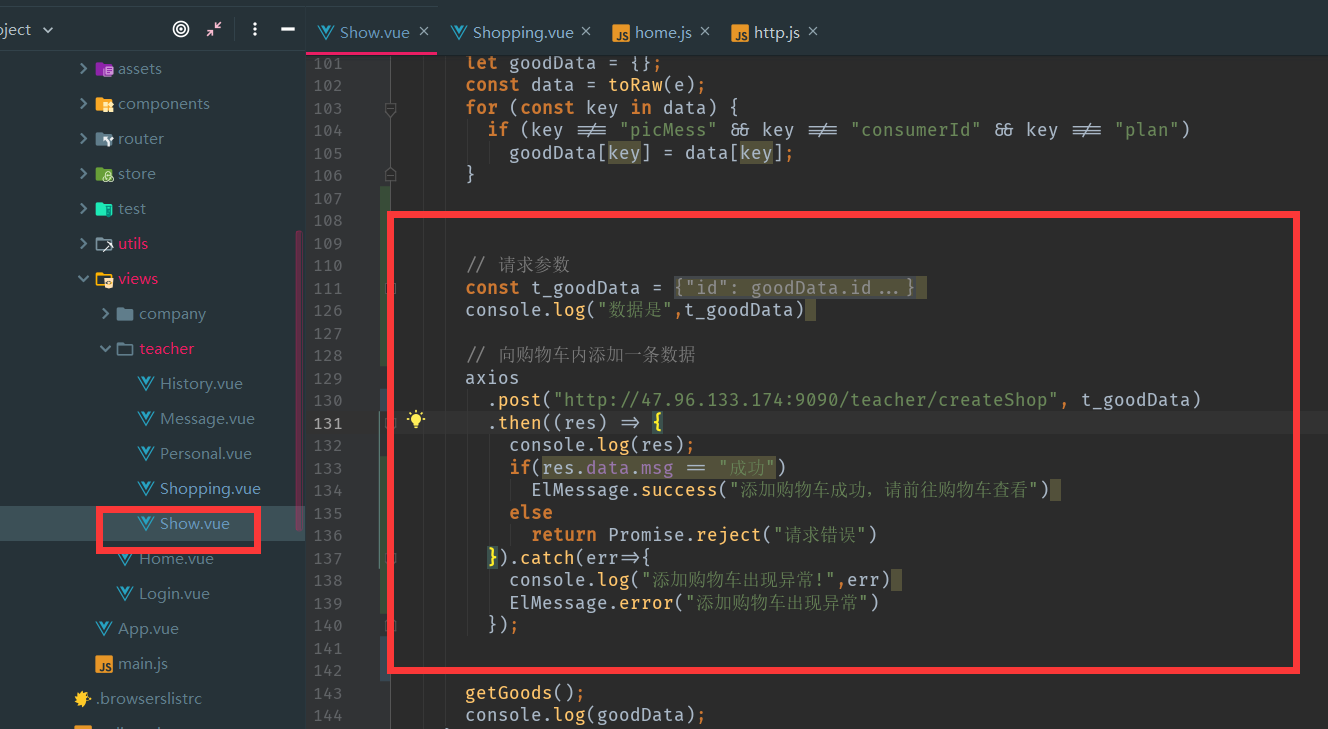 ject
Show.vue × Shopping.vue × home.js × http.js ×
assets
components
router
store
test
utils
views
company
teacher
History.vue
Message.vue
Personal.vue
Shopping.vue
Show.vue
Home.vue
Login.vue
App.vue
main.js
.browserslistrc
101 let goodData = {};
102 const data = toRaw(e);
103 for (const key in data) {
104 if (key !== "picMess" && key !== "consumerId" && key !== "plan")
105 goodData[key] = data[key];
106 }
107
108
109
110 // 请求参数
111 const t_goodData = {"id": goodData.id...}
126 console.log("数据是",t_goodData)
127
128 // 向购物车内添加一条数据
129 axios
130 .post("http://47.96.133.174:9090/teacher/createShop", t_goodData)
131 .then((res) => {
132 console.log(res);
133 if(res.data.msg == "成功")
134 ElMessage.success("添加购物车成功，请前往购物车查看")
135 else
136 return Promise.reject("请求错误")
137 }).catch(err=>{
138 console.log("添加购物车出现异常!",err)
139 ElMessage.error("添加购物车出现异常")
140 });
141
142
143 getGoods();
144 console.log(goodData);